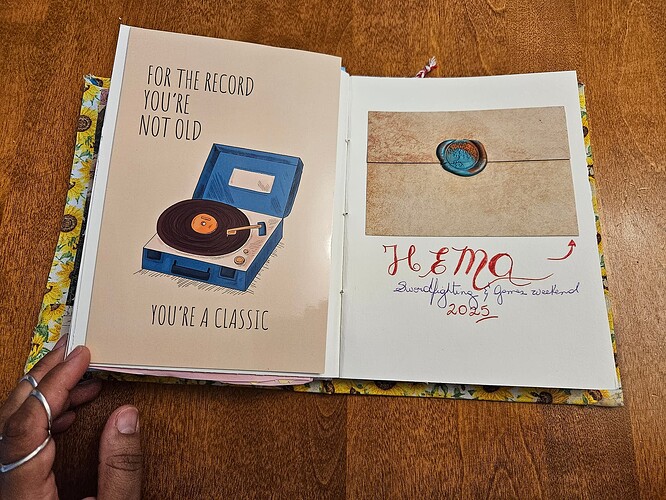 FOR THE RECORD
YOU'RE
NOT OLD
YOU'RE A CLASSIC
HEMA
Swordfighting & Games weekend
2025